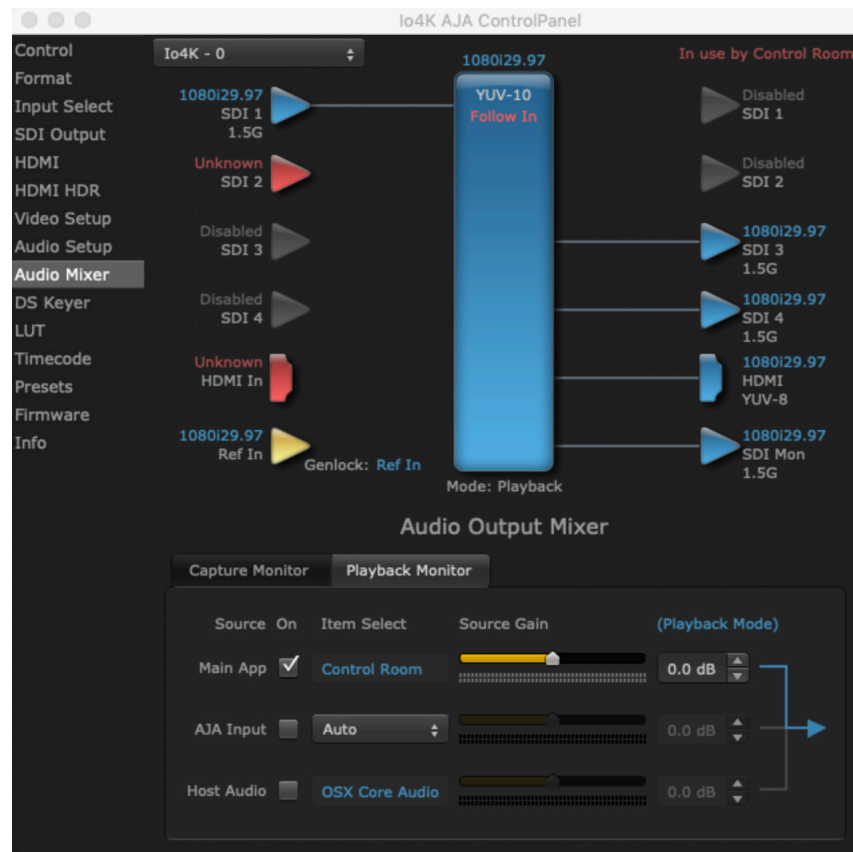 Io4K AJA ControlPanel
Control
Format
Input Select
SDI Output
HDMI
HDMI HDR
Video Setup
Audio Setup
Audio Mixer
DS Keyer
LUT
Timecode
Presets
Firmware
Info
Io4K - 0
1080i29.97
In use by Control Room
1080i29.97
SDI 1
1.5G
Unknown
SDI 2
Disabled
SDI 3
Disabled
SDI 4
Unknown
HDMI In
1080i29.97
Ref In
Genlock: Ref In
YUV-10
Follow In
Mode: Playback
Disabled
SDI 1
Disabled
SDI 2
1080i29.97
SDI 3
1.5G
1080i29.97
SDI 4
1.5G
1080i29.97
HDMI
YUV-8
1080i29.97
SDI Mon
1.5G
Audio Output Mixer
Capture Monitor Playback Monitor
Source On Item Select Source Gain (Playback Mode)
Main App Control Room 0.0 dB
AJA Input Auto 0.0 dB
Host Audio OSX Core Audio 0.0 dB